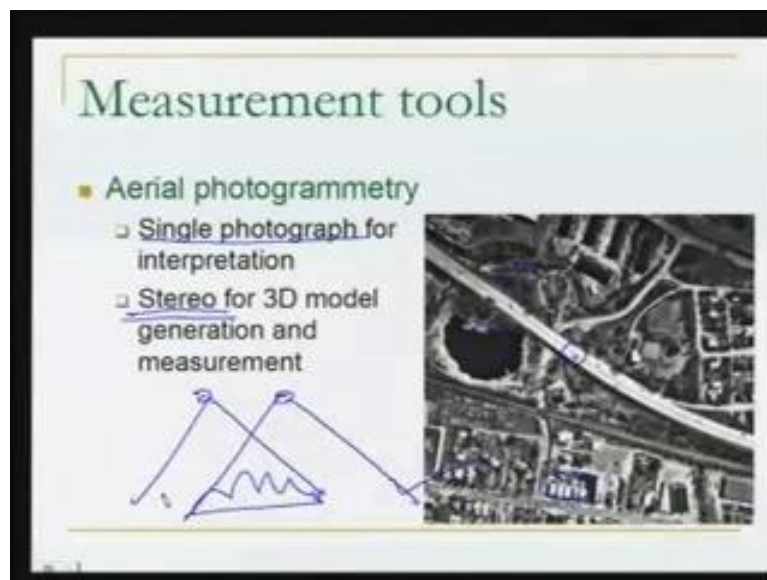 Measurement tools
Aerial photogrammetry
Single photograph for
interpretation
Stereo for 3D model
generation and
measurement